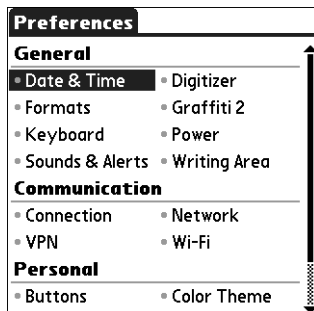 Preferences
General
Date & Time Digitizer
Formats Graffiti 2
Keyboard Power
Sounds & Alerts Writing Area
Communication
Connection Network
VPN Wi-Fi
Personal
Buttons Color Theme